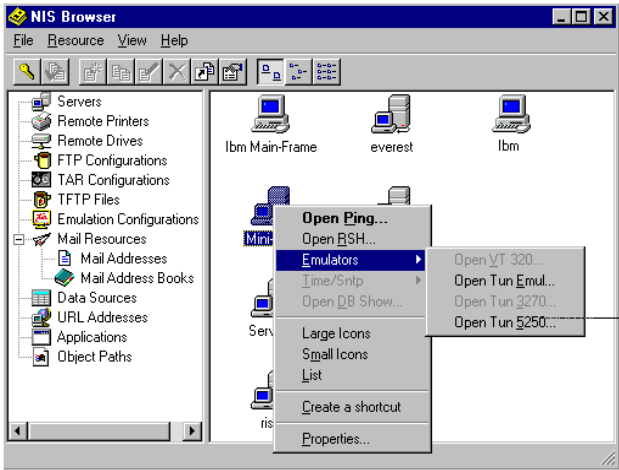 NIS Browser
File Resource View Help
Servers
Remote Printers
Remote Drives
FTP Configurations
TAR Configurations
TFTP Files
Emulation Configurations
Mail Resources
Mail Addresses
Mail Address Books
Data Sources
URL Addresses
Applications
Object Paths
Ibm Main-Frame
everest
Ibm
Mini-
Serv
ris
Open Ping...
Open RSH...
Emulators
Time/Sntp
Open DB Show...
Large Icons
Small Icons
List
Create a shortcut
Properties...
Open VT 320...
Open Tun Emul...
Open Tun 3270...
Open Tun 5250...